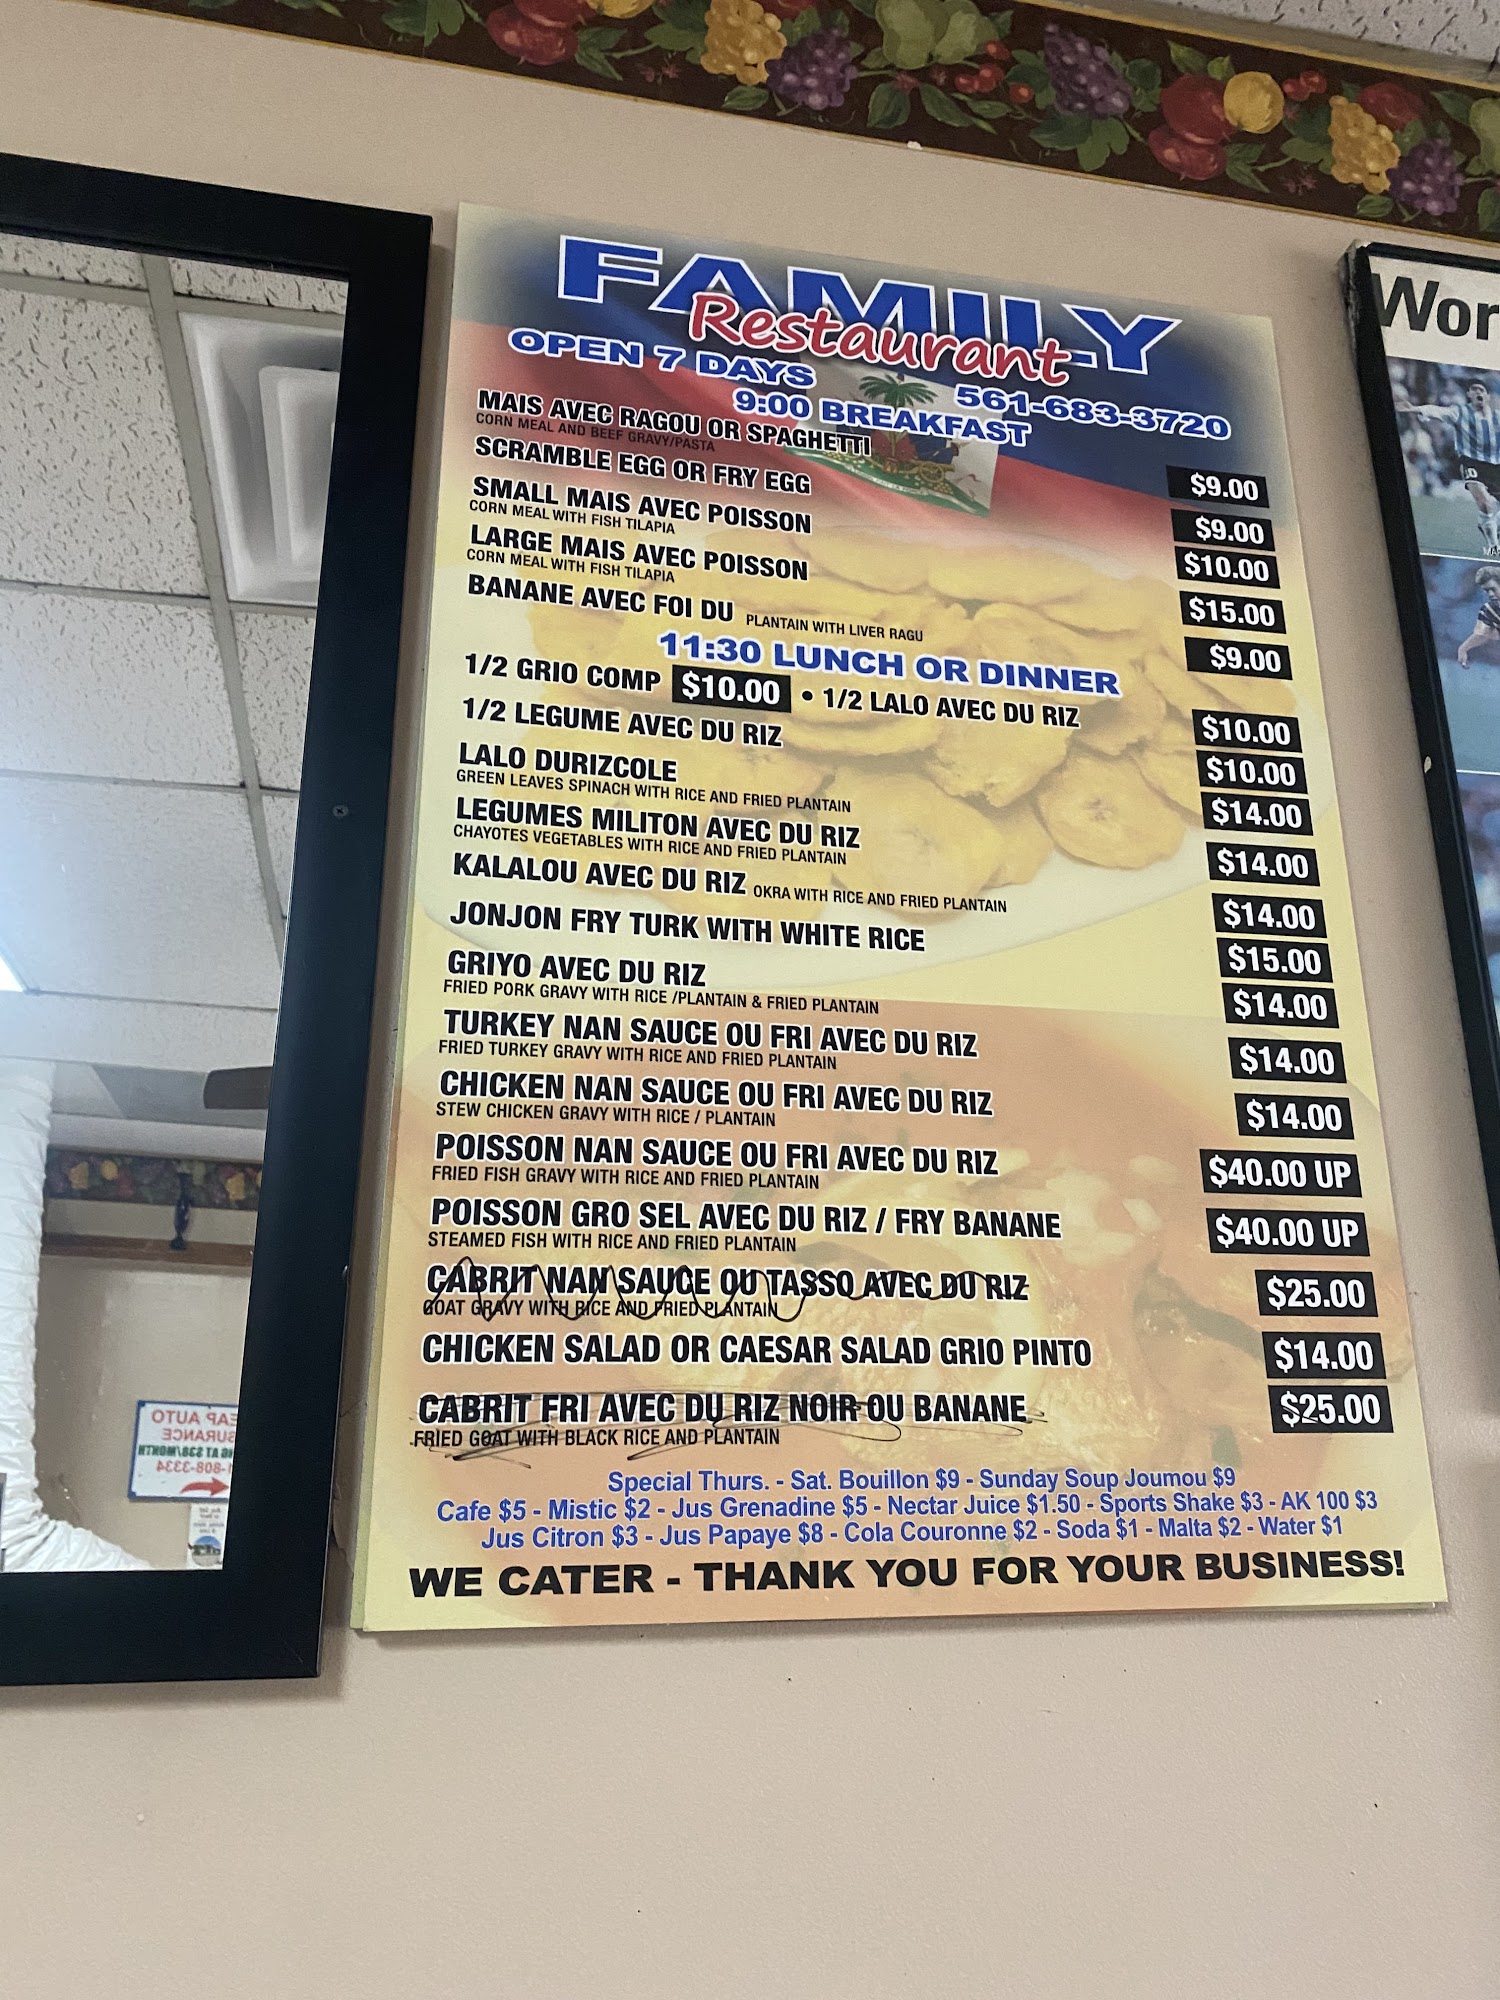 FAMILY
Restaurant
OPEN 7 DAYS 561-683-3720
9:00 BREAKFAST
MAIS AVEC RAGOU OR SPAGHETTI $9.00
CORN MEAL AND BEEF GRAVY/PASTA
SCRAMBLE EGG OR FRY EGG $9.00
SMALL MAIS AVEC POISSON $10.00
CORN MEAL WITH FISH TILAPIA
LARGE MAIS AVEC POISSON $15.00
CORN MEAL WITH FISH TILAPIA
BANANE AVEC FOI DU PLANTAIN WITH LIVER RAGU $9.00
11:30 LUNCH OR DINNER
1/2 GRIO COMP $10.00 • 1/2 LALO AVEC DU RIZ $10.00
1/2 LEGUME AVEC DU RIZ $10.00
LALO DURIZCOLE $14.00
GREEN LEAVES SPINACH WITH RICE AND FRIED PLANTAIN
LEGUMES MILITON AVEC DU RIZ $14.00
CHAYOTES VEGETABLES WITH RICE AND FRIED PLANTAIN
KALALOU AVEC DU RIZ OKRA WITH RICE AND FRIED PLANTAIN $14.00
JONJON FRY TURK WITH WHITE RICE $15.00
GRIYO AVEC DU RIZ $14.00
FRIED PORK GRAVY WITH RICE /PLANTAIN & FRIED PLANTAIN
TURKEY NAN SAUCE OU FRI AVEC DU RIZ $14.00
FRIED TURKEY GRAVY WITH RICE AND FRIED PLANTAIN
CHICKEN NAN SAUCE OU FRI AVEC DU RIZ $14.00
STEW CHICKEN GRAVY WITH RICE / PLANTAIN
POISSON NAN SAUCE OU FRI AVEC DU RIZ $40.00 UP
FRIED FISH GRAVY WITH RICE AND FRIED PLANTAIN
POISSON GRO SEL AVEC DU RIZ / FRY BANANE $40.00 UP
STEAMED FISH WITH RICE AND FRIED PLANTAIN
CABRIT NAN SAUCE OU TASSO AVEC DU RIZ $25.00
GOAT GRAVY WITH RICE AND FRIED PLANTAIN
CHICKEN SALAD OR CAESAR SALAD GRIO PINTO $14.00
CABRIT FRI AVEC DU RIZ NOIR OU BANANE $25.00
FRIED GOAT WITH BLACK RICE AND PLANTAIN
Special Thurs. - Sat. Bouillon $9 - Sunday Soup Joumou $9
Cafe $5 - Mistic $2 - Jus Grenadine $5 - Nectar Juice $1.50 - Sports Shake $3 - AK 100 $3
Jus Citron $3 - Jus Papaye $8 - Cola Couronne $2 - Soda $1 - Malta $2 - Water $1
WE CATER - THANK YOU FOR YOUR BUSINESS!
Wor
EAP AUTO
SURANCE
NG AT $38/MONTH
-808-3334